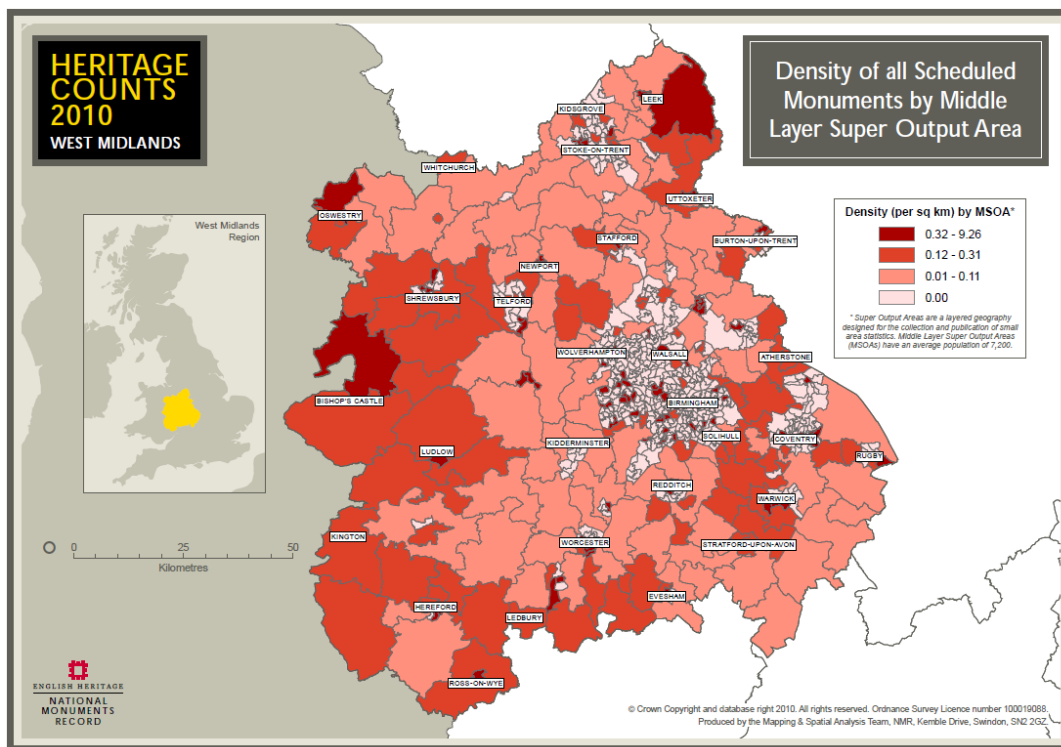 HERITAGE
COUNTS
2010
WEST MIDLANDS
Density of all Scheduled
Monuments by Middle
Layer Super Output Area
West Midlands
Region
Density (per sq km) by MSOA*
0.32 - 9.26
0.12 - 0.31
0.01 - 0.11
0.00
* Super Output Areas are a layered geography
designed for the collection and publication of small
area statistics. Middle Layer Super Output Areas
(MSOAs) have an average population of 7,200.
LEEK
KIDSGROVE
STOKE-ON-TRENT
WHITCHURCH
UTTOXETER
OSWESTRY
STAFFORD
BURTON-UPON-TRENT
NEWPORT
SHREWSBURY
TELFORD
WOLVERHAMPTON
WALSALL
ATHERSTONE
BISHOP'S CASTLE
BIRMINGHAM
SOLIHULL
COVENTRY
KIDDERMINSTER
LUDLOW
RUGBY
REDDITCH
WARWICK
KINGTON
WORCESTER
STRATFORD-UPON-AVON
EVESHAM
HEREFORD
LEDBURY
ROSS-ON-WYE
0 25 50
Kilometres
ENGLISH HERITAGE
NATIONAL
MONUMENTS
RECORD
© Crown Copyright and database right 2010. All rights reserved. Ordnance Survey Licence number 100019088.
Produced by the Mapping & Spatial Analysis Team, NMR, Kemble Drive, Swindon, SN2 2GZ.